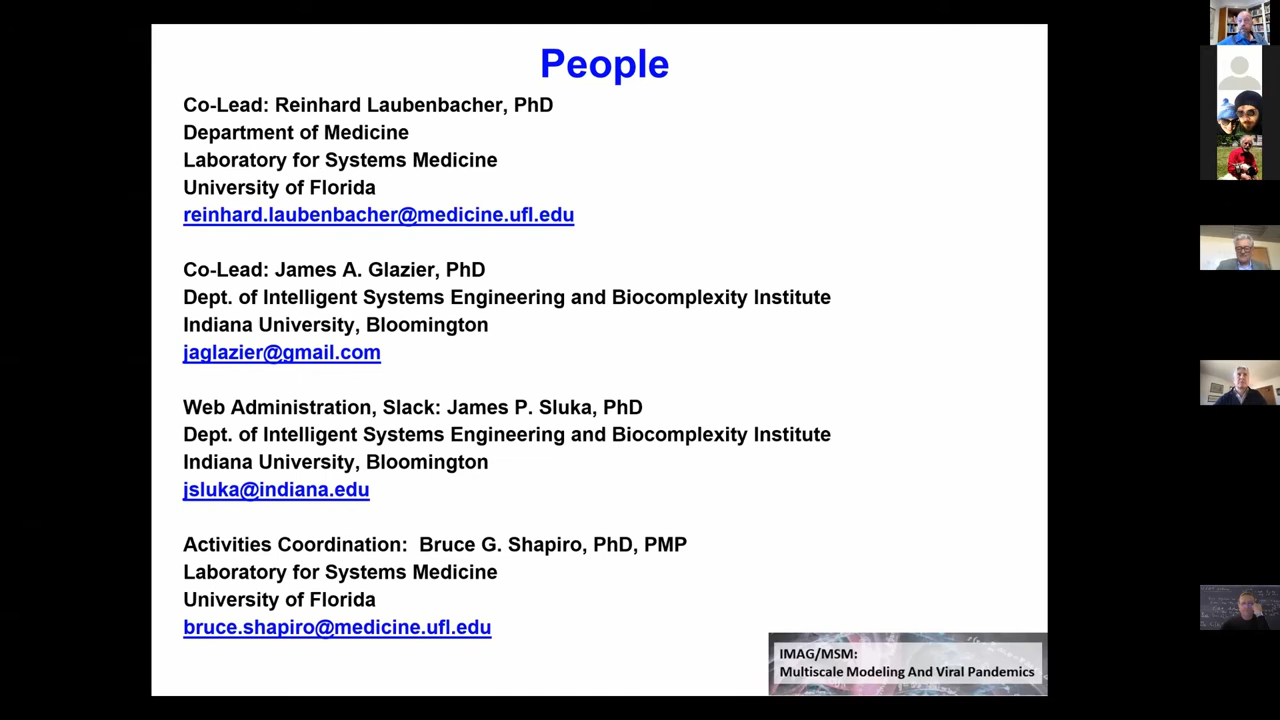 People
Co-Lead: Reinhard Laubenbacher, PhD
Department of Medicine
Laboratory for Systems Medicine
University of Florida
reinhard.laubenbacher@medicine.ufl.edu
Co-Lead: James A. Glazier, PhD
Dept. of Intelligent Systems Engineering and Biocomplexity Institute
Indiana University, Bloomington
jaglazier@gmail.com
Web Administration, Slack: James P. Sluka, PhD
Dept. of Intelligent Systems Engineering and Biocomplexity Institute
Indiana University, Bloomington
jsluka@indiana.edu
Activities Coordination: Bruce G. Shapiro, PhD, PMP
Laboratory for Systems Medicine
University of Florida
bruce.shapiro@medicine.ufl.edu
IMAG/MSM:
Multiscale Modeling And Viral Pandemics